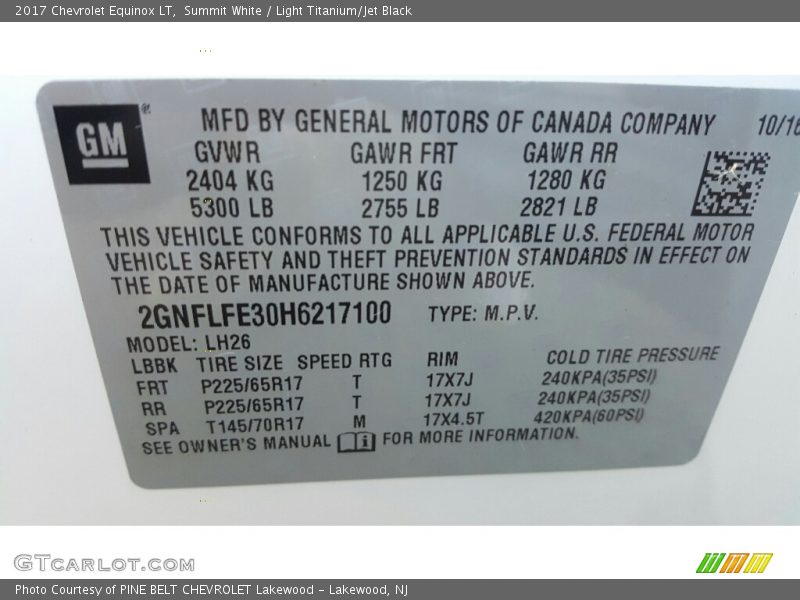 2017 Chevrolet Equinox LT, Summit White / Light Titanium/Jet Black
GM®
MFD BY GENERAL MOTORS OF CANADA COMPANY 10/16
GVWR GAWR FRT GAWR RR
2404 KG 1250 KG 1280 KG
5300 LB 2755 LB 2821 LB
THIS VEHICLE CONFORMS TO ALL APPLICABLE U.S. FEDERAL MOTOR
VEHICLE SAFETY AND THEFT PREVENTION STANDARDS IN EFFECT ON
THE DATE OF MANUFACTURE SHOWN ABOVE.
2GNFLFE30H6217100 TYPE: M.P.V.
MODEL: LH26
LBBK TIRE SIZE SPEED RTG RIM COLD TIRE PRESSURE
FRT P225/65R17 T 17X7J 240KPA(35PSI)
RR P225/65R17 T 17X7J 240KPA(35PSI)
SPA T145/70R17 M 17X4.5T 420KPA(60PSI)
SEE OWNER'S MANUAL FOR MORE INFORMATION.
GTcarlot.com
Photo Courtesy of PINE BELT CHEVROLET Lakewood - Lakewood, NJ